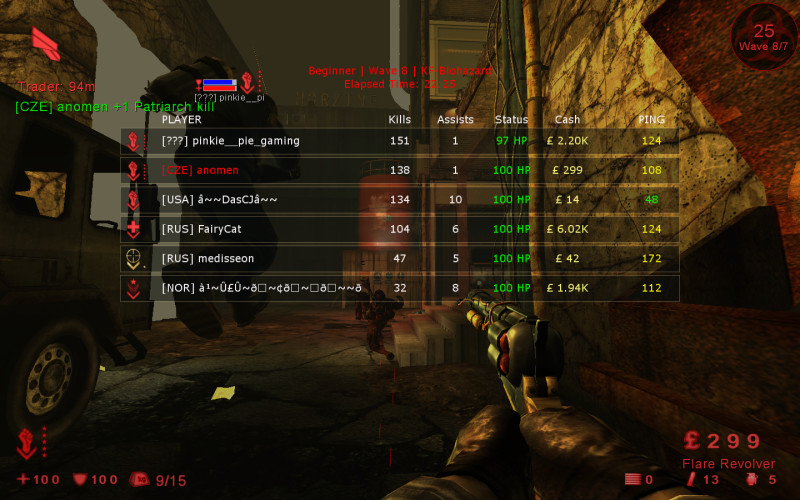 25
Wave 8/7
Trader: 94m
[???] pinkie__pi
Beginner | Wave 8 | KF-Biohazard
[CZE] anomen +1 Patriarch kill
PLAYER Kills Assists Status Cash PING
[???] pinkie__pie_gaming 151 1 97 HP £ 2.20K 124
[CZE] anomen 138 1 100 HP £ 299 108
[USA] å~~DasCJå~~ 134 10 100 HP £ 14 48
[RUS] FairyCat 104 6 100 HP £ 6.02K 124
[RUS] medisseon 47 5 100 HP £ 42 172
[NOR] 32 8 100 HP £ 1.94K 112
Elapsed Time:
£299
Flare Revolver
100 100 9/15 0 13 5